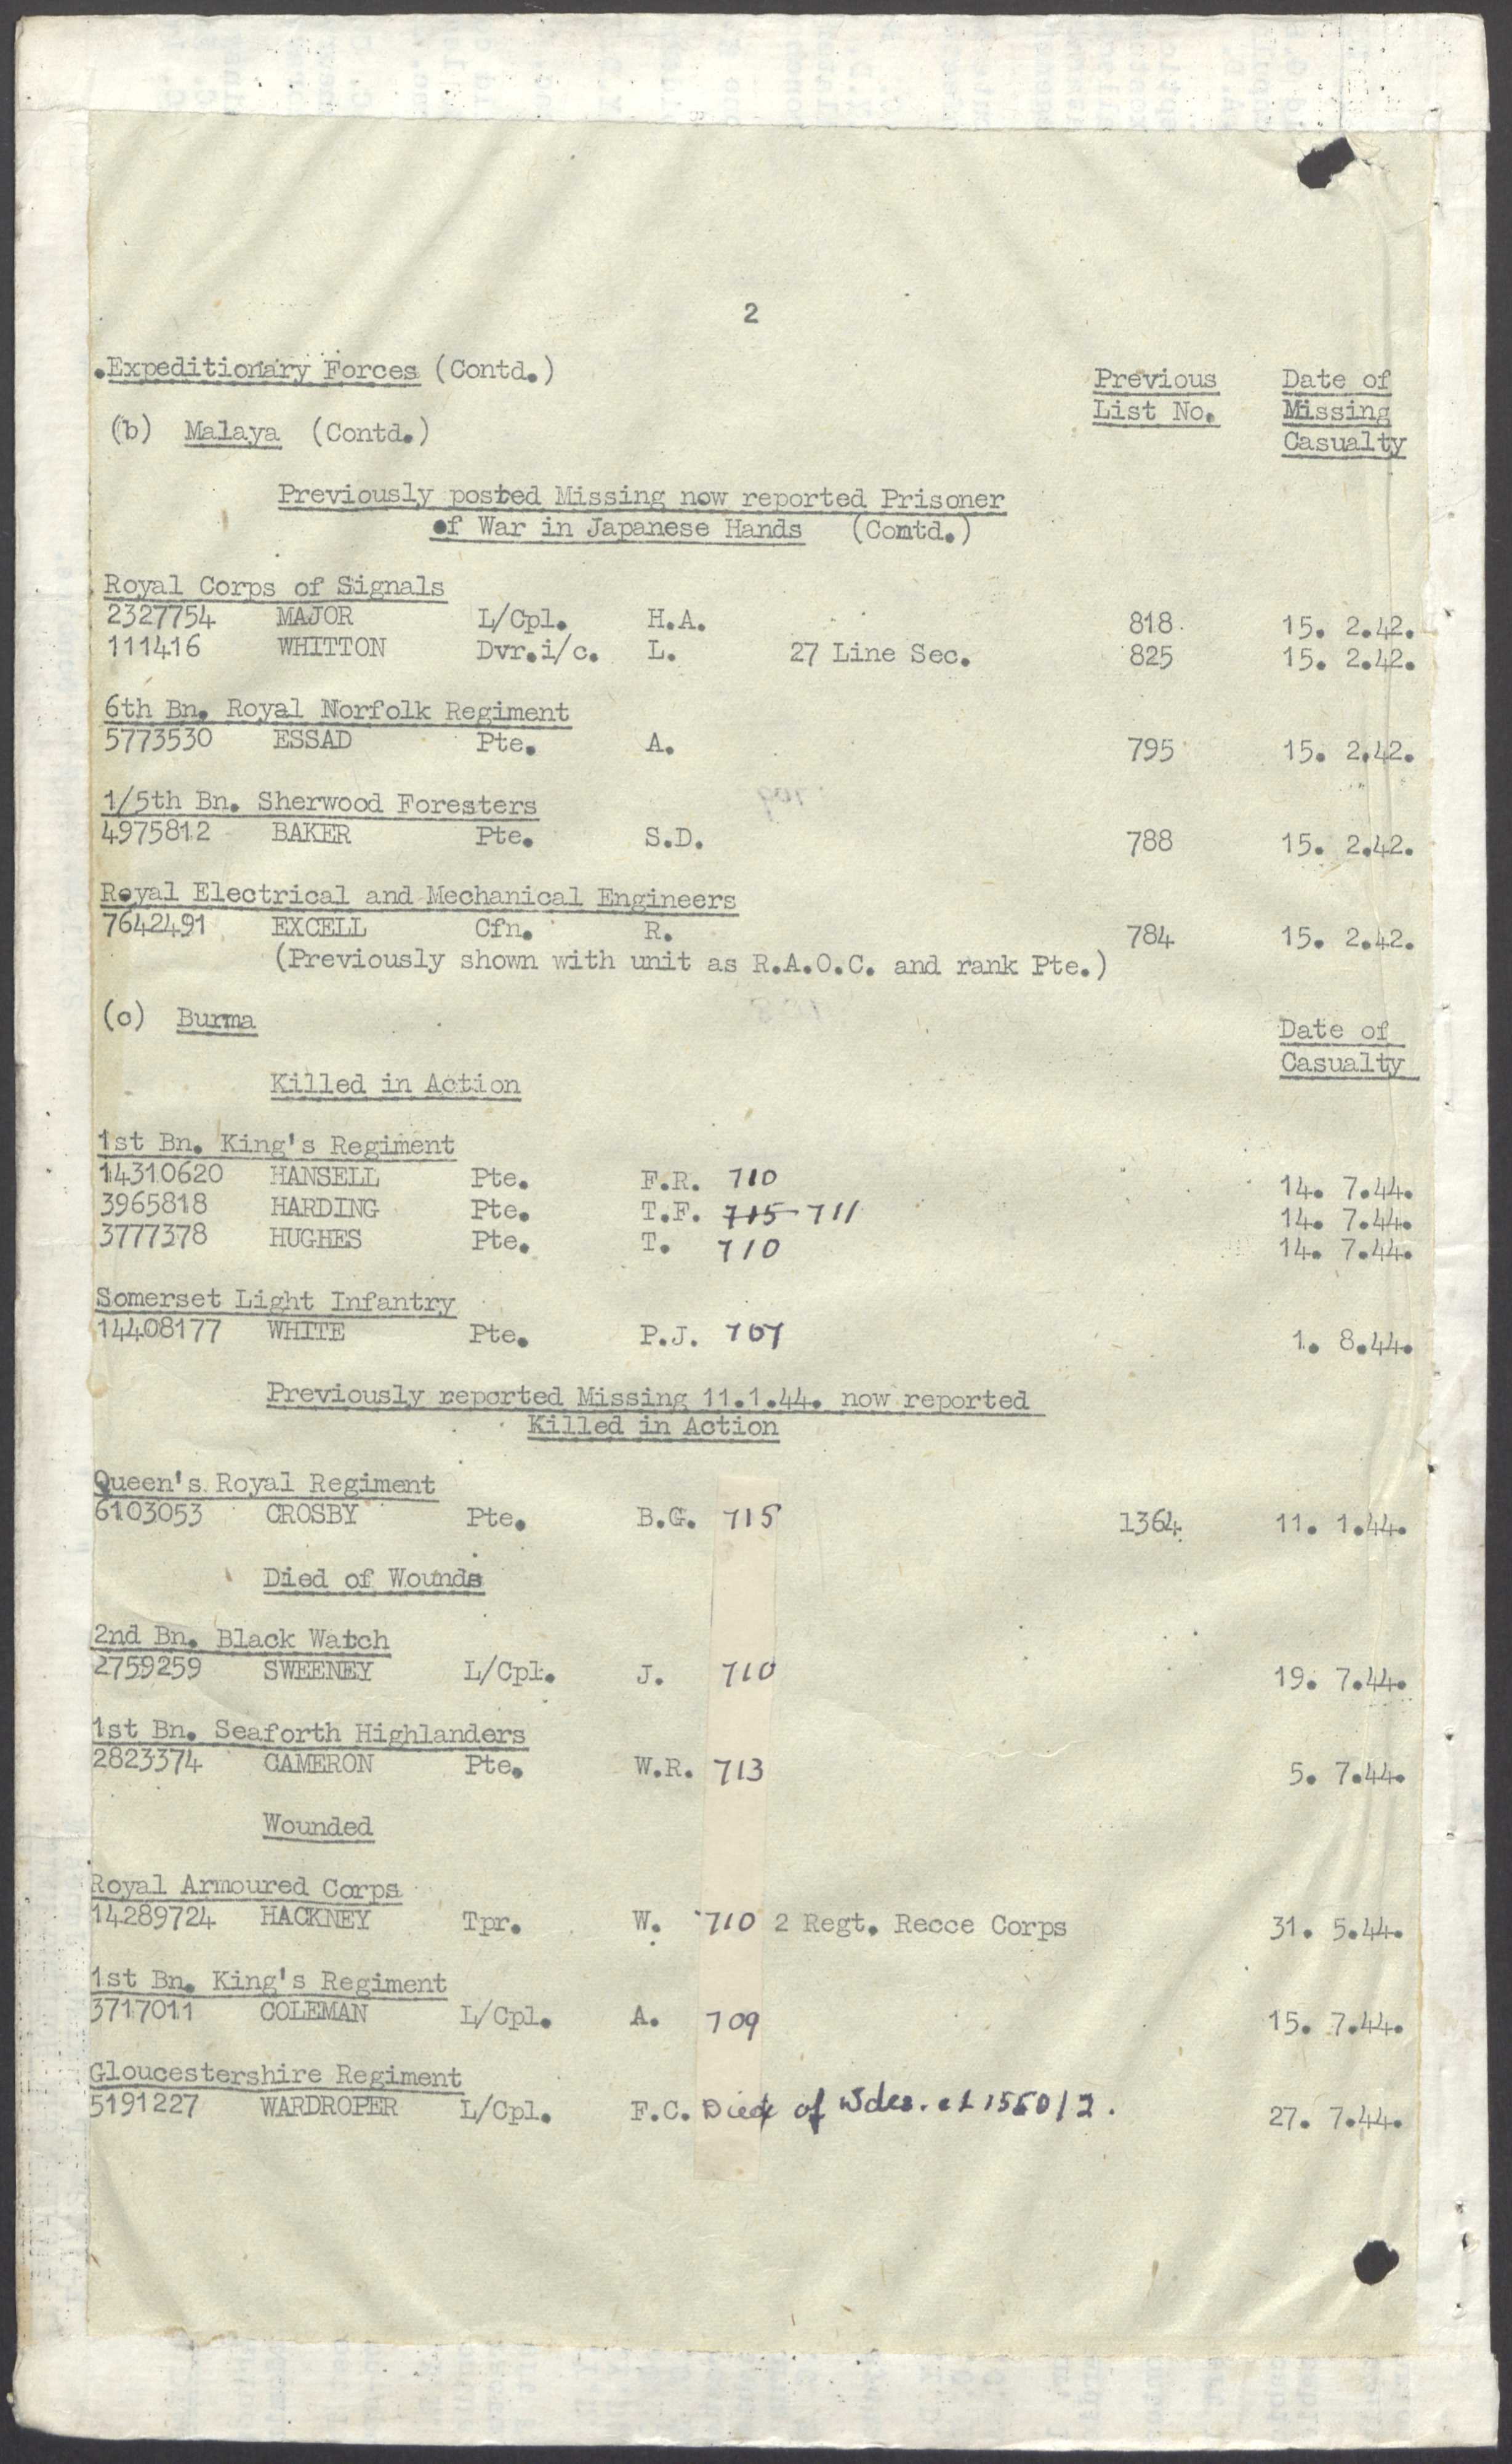 2
Expeditionary Forces (Contd.)
Previous List No.
Date of Missing Casualty
(b) Malaya (Contd.)
Previously posted Missing now reported Prisoner
of War in Japanese Hands (Contd.)
Royal Corps of Signals
2327754 MAJOR L/Cpl. H.A. 818 15. 2.42.
111416 WHITTON Dvr.i/c. L. 27 Line Sec. 825 15. 2.42.
6th Bn. Royal Norfolk Regiment
5773530 ESSAD Pte. A. 795 15. 2.42.
1/5th Bn. Sherwood Foresters
4975812 BAKER Pte. S.D. 788 15. 2.42.
Royal Electrical and Mechanical Engineers
7642491 EXCELL Cfn. R. 784 15. 2.42.
(Previously shown with unit as R.A.O.C. and rank Pte.)
(c) Burma
Date of Casualty
Killed in Action
1st Bn. King's Regiment
14310620 HANSELL Pte. F.R. 710 14. 7.44.
3965818 HARDING Pte. T.F. 715 711 14. 7.44.
3777378 HUGHES Pte. T. 710 14. 7.44.
Somerset Light Infantry
14408177 WHITE Pte. P.J. 707 1. 8.44.
Previously reported Missing 11.1.44. now reported
Killed in Action
Queen's Royal Regiment
6103053 CROSBY Pte. B.G. 715 1364 11. 1.44.
Died of Wounds
2nd Bn. Black Watch
2759259 SWEENEY L/Cpl. J. 710 19. 7.44.
1st Bn. Seaforth Highlanders
2823374 CAMERON Pte. W.R. 713 5. 7.44.
Wounded
Royal Armoured Corps
14289724 HACKNEY Tpr. W. 710 2 Regt. Recce Corps 31. 5.44.
1st Bn. King's Regiment
3717011 COLEMAN L/Cpl. A. 709 15. 7.44.
Gloucestershire Regiment
5191227 WARDROPER L/Cpl. F.C. Died of Wds. 27. 7.44.